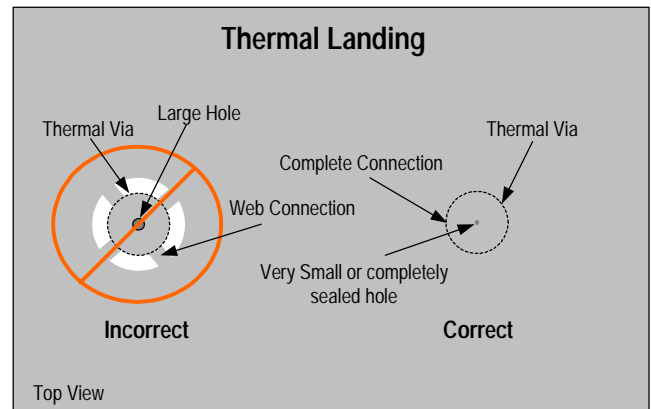 Thermal Landing
Large Hole
Thermal Via
Thermal Via
Complete Connection
Web Connection
Very Small or completely
sealed hole
Incorrect
Correct
Top View